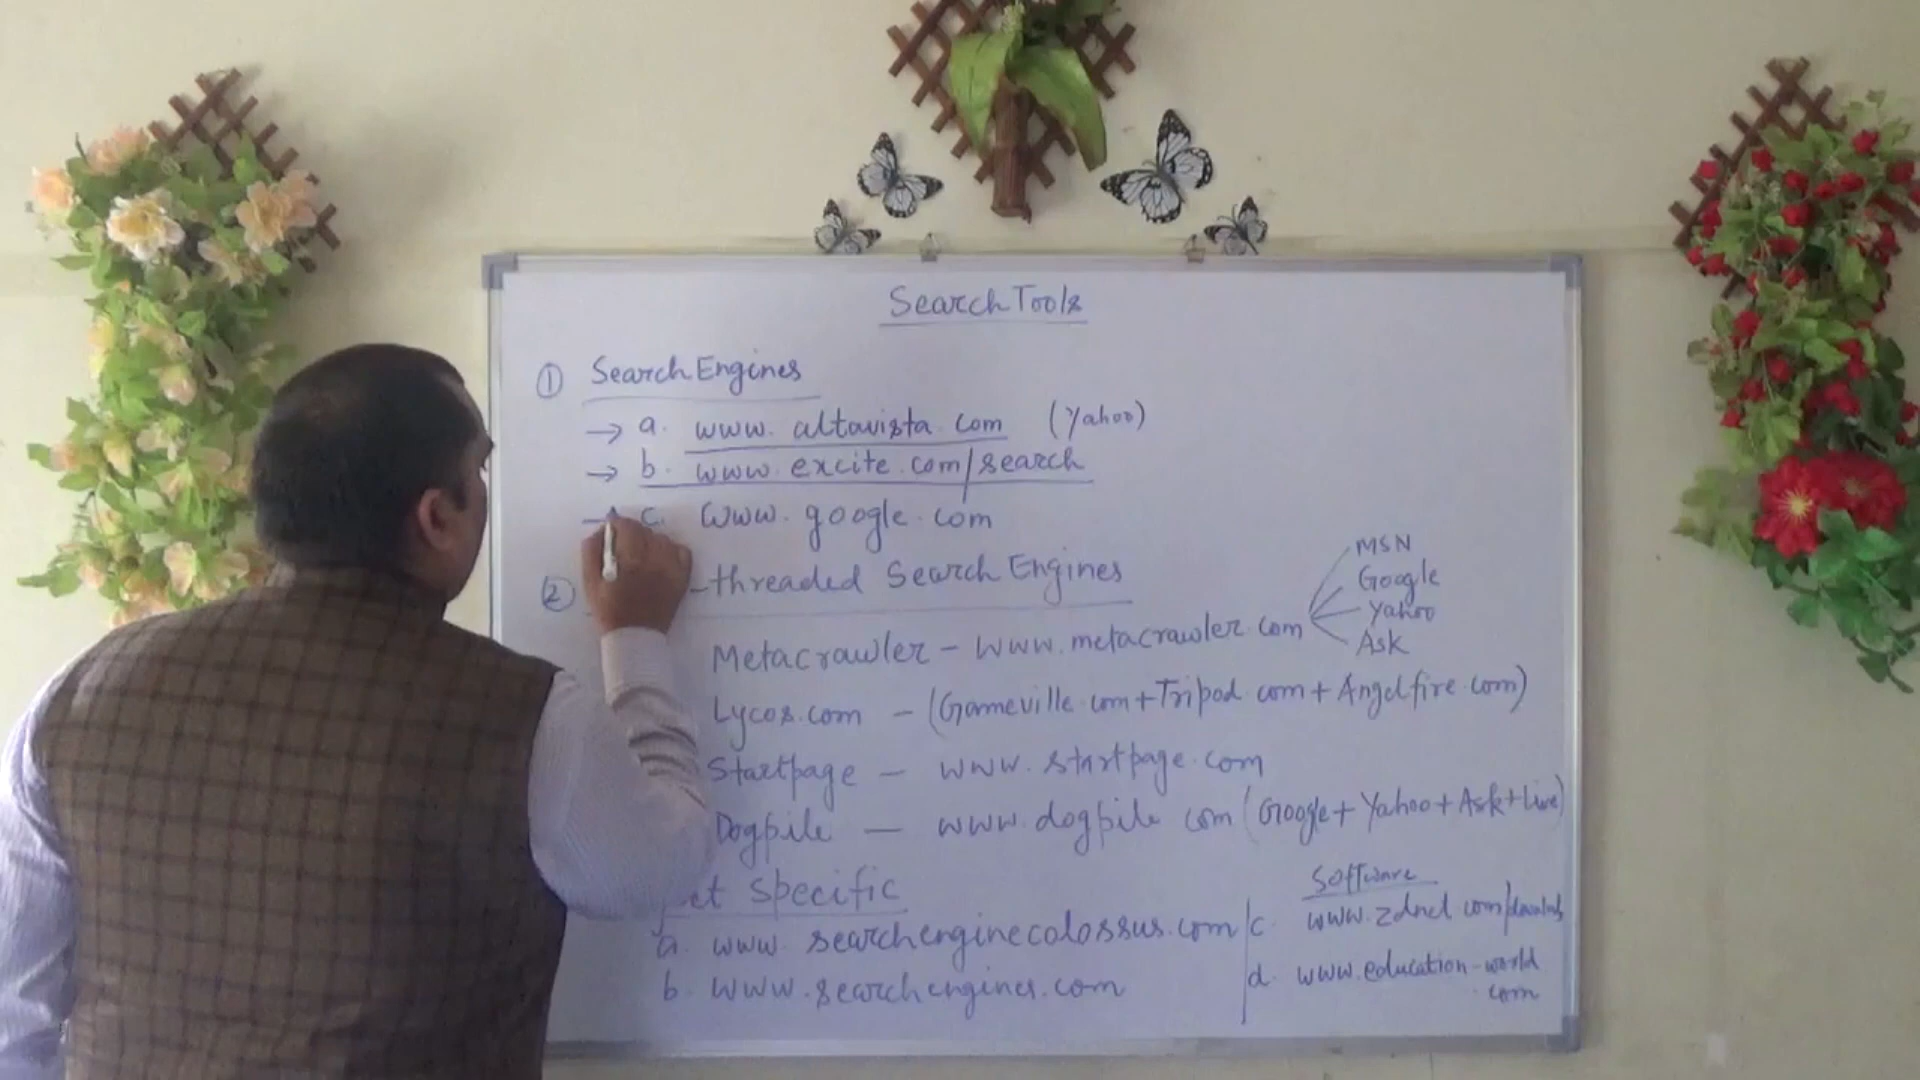 Search Tools
① Search Engines
→ a. www.altavista.com (Yahoo)
→ b. www.excite.com/search
→ c. www.google.com
② -threaded Search Engines
MSN
Google
Yahoo
Ask
Metacrawler - www.metacrawler.com
Lycos.com - (Gameville.com+Tripod.com+Angelfire.com)
Startpage - www.startpage.com
Dogpile - www.dogpile.com (Google+Yahoo+Ask+Live)
et Specific
a. www.searchenginecolossus.com
b. www.searchengines.com
Software
c. www.zdnet.com/
d. www.education-world
.com